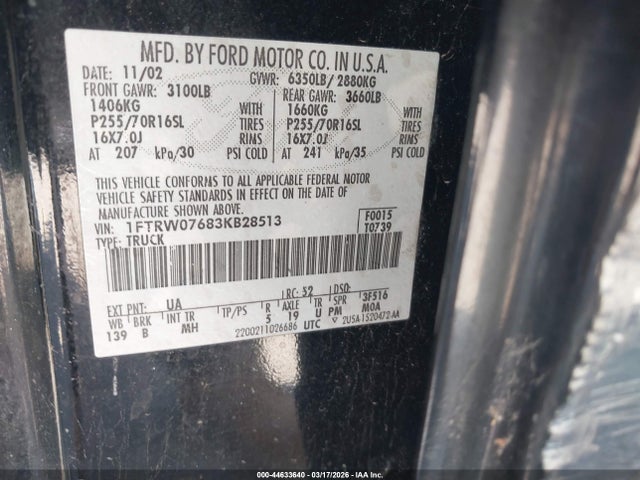 MFD. BY FORD MOTOR CO. IN U.S.A.
DATE: 11/02 GVWR: 6350LB/ 2880KG
FRONT GAWR: 3100LB REAR GAWR: 3660LB
1406KG WITH 1660KG WITH
P255/70R16SL TIRES P255/70R16SL TIRES
16X7.0J RIMS 16X7.0J RIMS
AT 207 kPa/30 PSI COLD AT 241 kPa/35 PSI COLD
THIS VEHICLE CONFORMS TO ALL APPLICABLE FEDERAL MOTOR
VEHICLE SAFETY STANDARDS IN EFFECT ON THE DATE OF
MANUFACTURE SHOWN ABOVE.
VIN: 1FTRW07683KB28513 F0015
TYPE: TRUCK T0739
EXT PNT: UA RC: 52 DSO:
WB BRK INT TR TP/PS R AXLE TR SPR 3F516
139 B MH 5 19 U PM MOA
2200211026686 UTC 2USA 1520472 AA
000-44633640 - 03/17/2026 - IAA Inc.